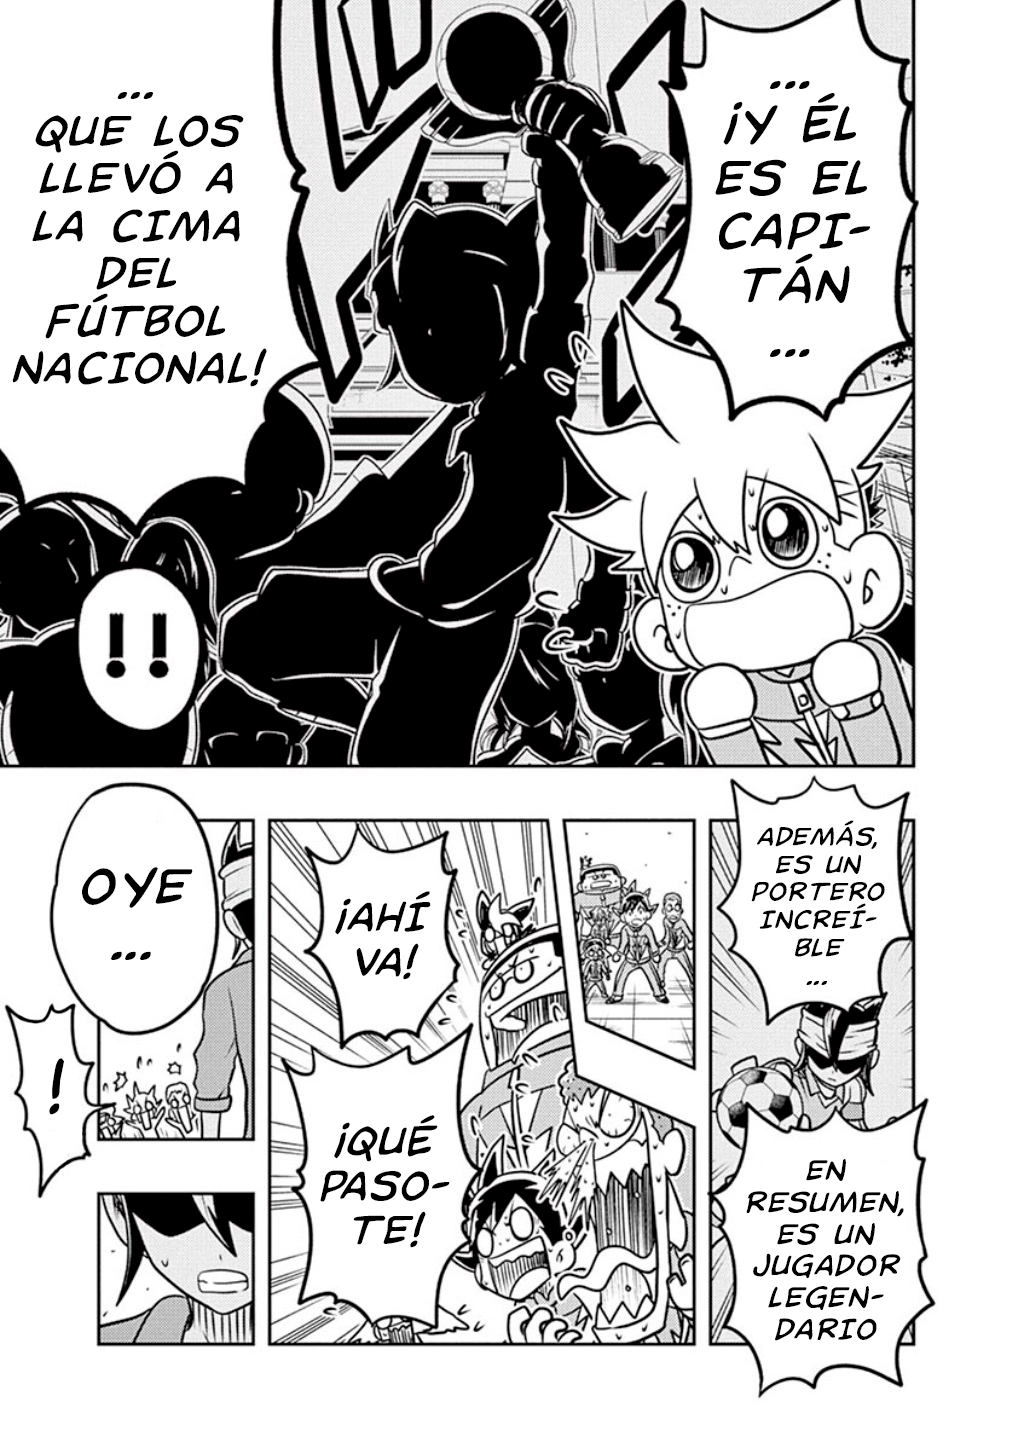 ...
¡Y ÉL
ES EL
CAPI-
TÁN
...
...
QUE LOS
LLEVÓ A
LA CIMA
DEL
FÚTBOL
NACIONAL!
!!
ADEMÁS,
ES UN
PORTERO
INCREÍ-
BLE
...
EN
RESUMEN,
ES UN
JUGADOR
LEGEN-
DARIO
¡AHÍ
VA!
¡QUÉ
PASO-
TE!
OYE
...
!